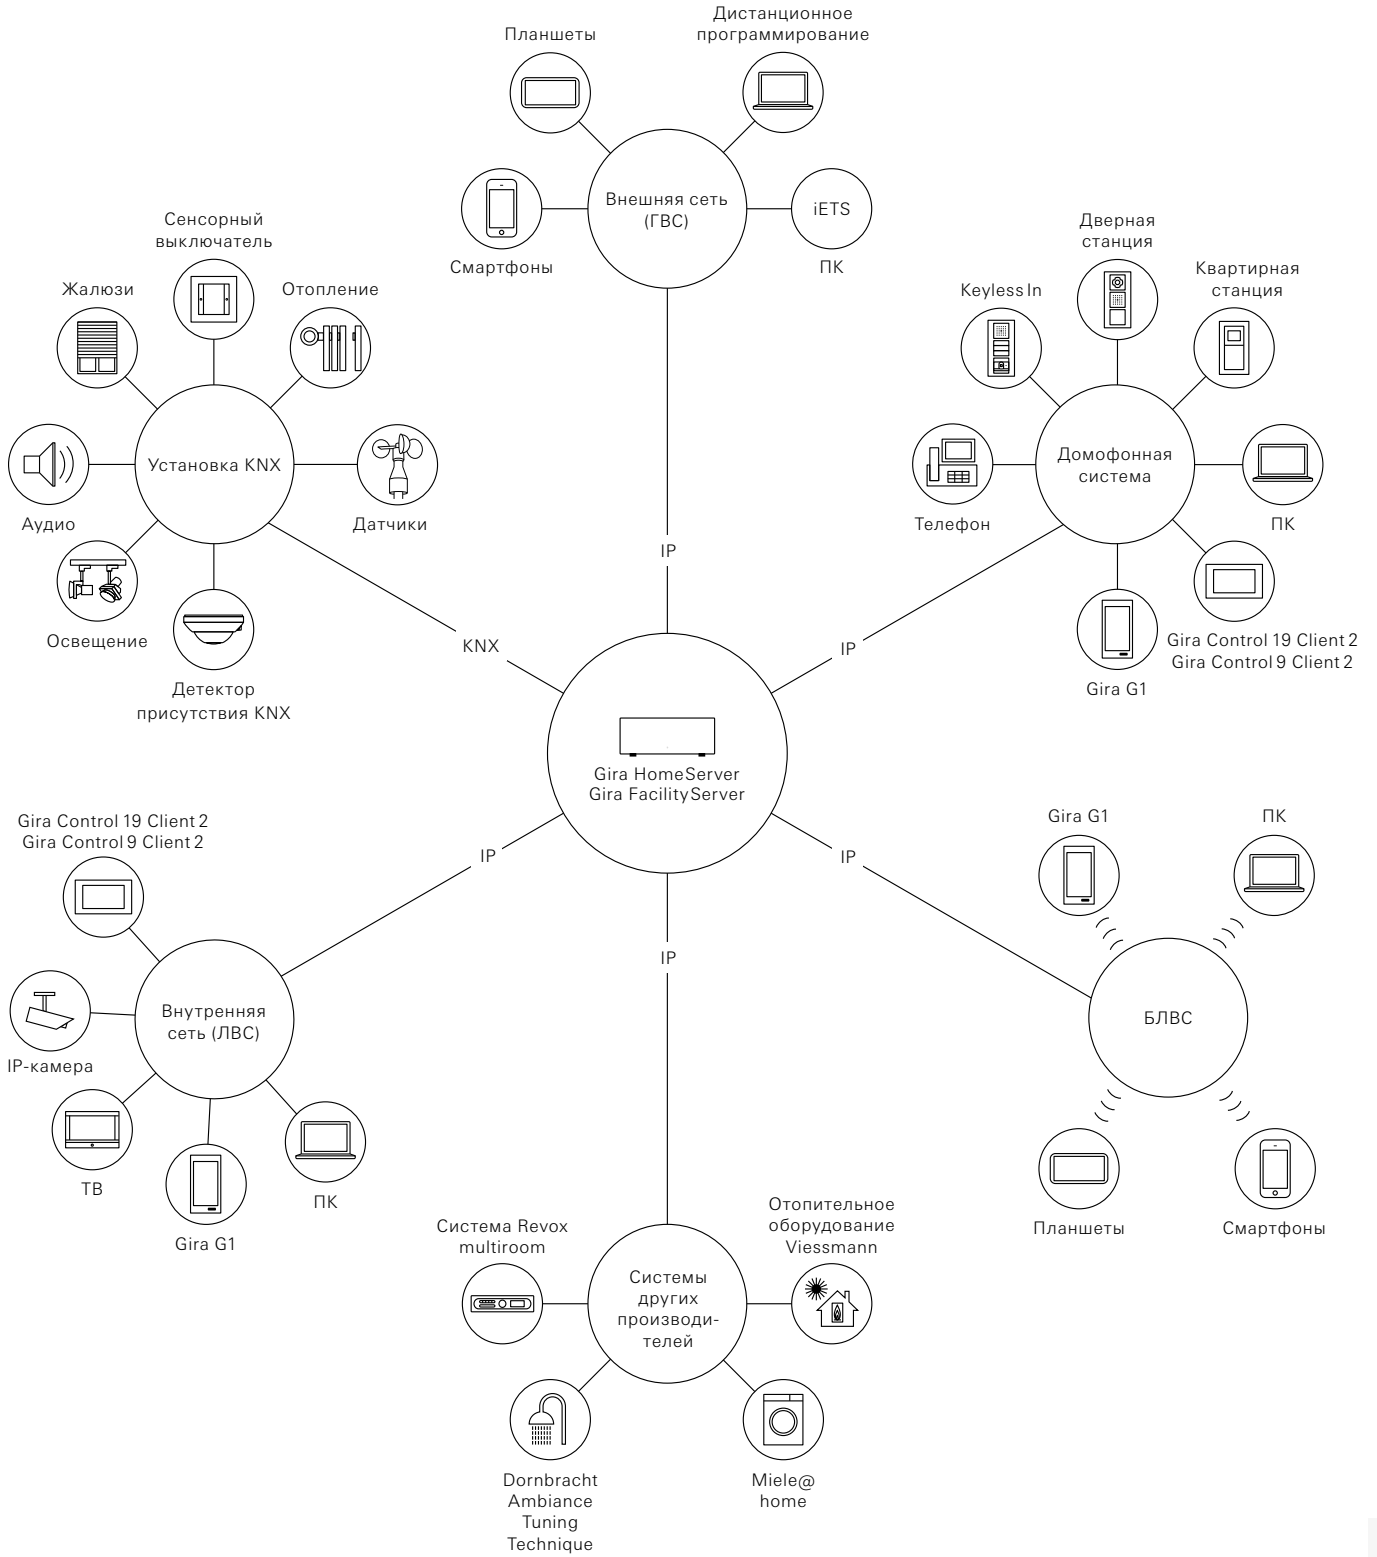 Дистанционное
программирование
Планшеты
Внешняя сеть
(ГВС)
iETS
Смартфоны
ПК
Сенсорный
выключатель
Жалюзи
Отопление
Установка KNX
Аудио
Датчики
Освещение
Детектор
присутствия KNX
Дверная
станция
Квартирная
станция
Keyless In
Домофонная
система
Телефон
ПК
Gira Control 19 Client 2
Gira Control 9 Client 2
Gira G1
IP
KNX
IP
Gira HomeServer
Gira FacilityServer
IP
IP
IP
Gira Control 19 Client 2
Gira Control 9 Client 2
Внутренняя
сеть (ЛВС)
IP-камера
ТВ
ПК
Gira G1
Gira G1
ПК
БЛВС
Планшеты
Смартфоны
Система Revox
multiroom
Отопительное
оборудование
Viessmann
Системы
других
производи-
телей
Dornbracht
Ambiance
Tuning
Technique
Miele@
home